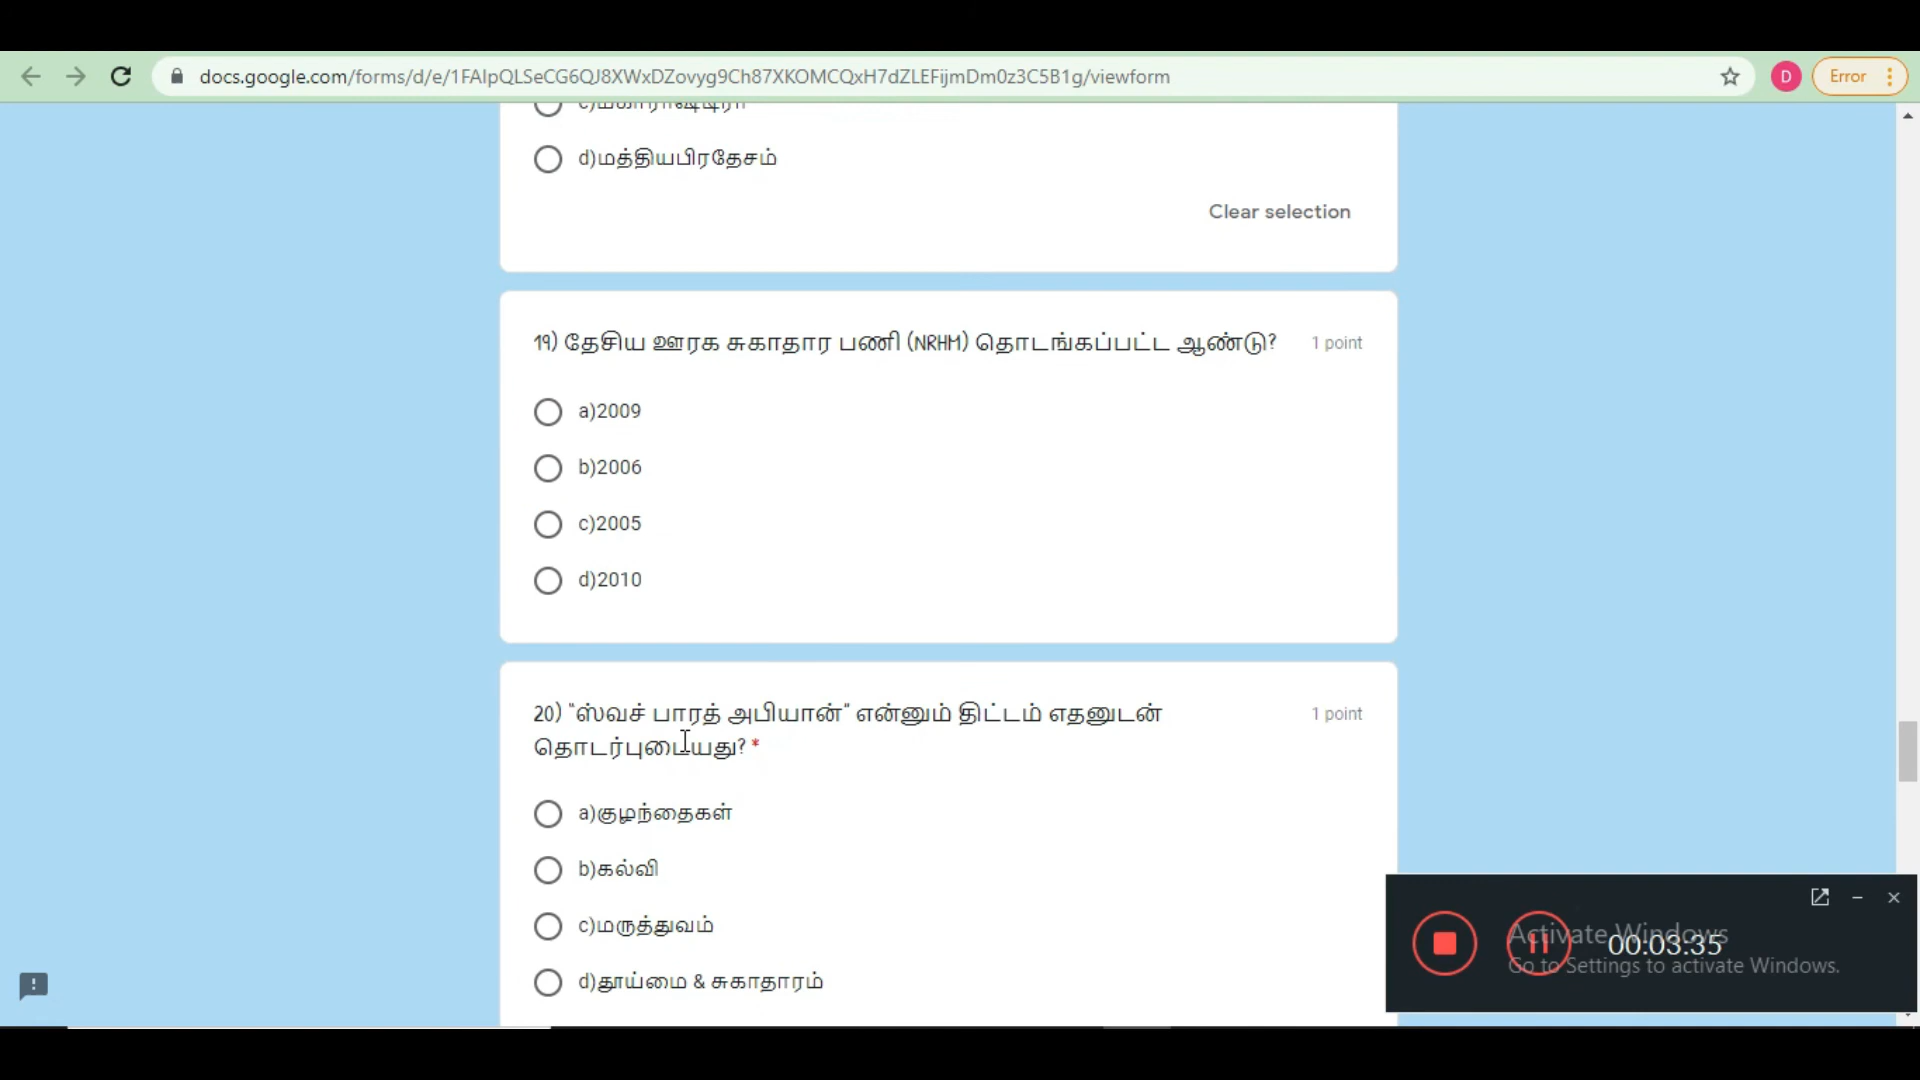 docs.google.com/forms/d/e/1FAIpQLSeCG6QJ8XWxDZovyg9Ch87XKOMCQxH7dZLEFijmDm0z3C5B1g/viewform
D
Error
c)மகாராஷ்டிரா
d)மத்தியபிரதேசம்
Clear selection
19) தேசிய ஊரக சுகாதார பணி (NRHM) தொடங்கப்பட்ட ஆண்டு?
1 point
a)2009
b)2006
c)2005
d)2010
20) "ஸ்வச் பாரத் அபியான்" என்னும் திட்டம் எதனுடன்
1 point
தொடர்புடையது? *
a)குழந்தைகள்
b)கல்வி
c)மருத்துவம்
d)தூய்மை & சுகாதாரம்
Activate Windows
00:03:35
Go to Settings to activate Windows.